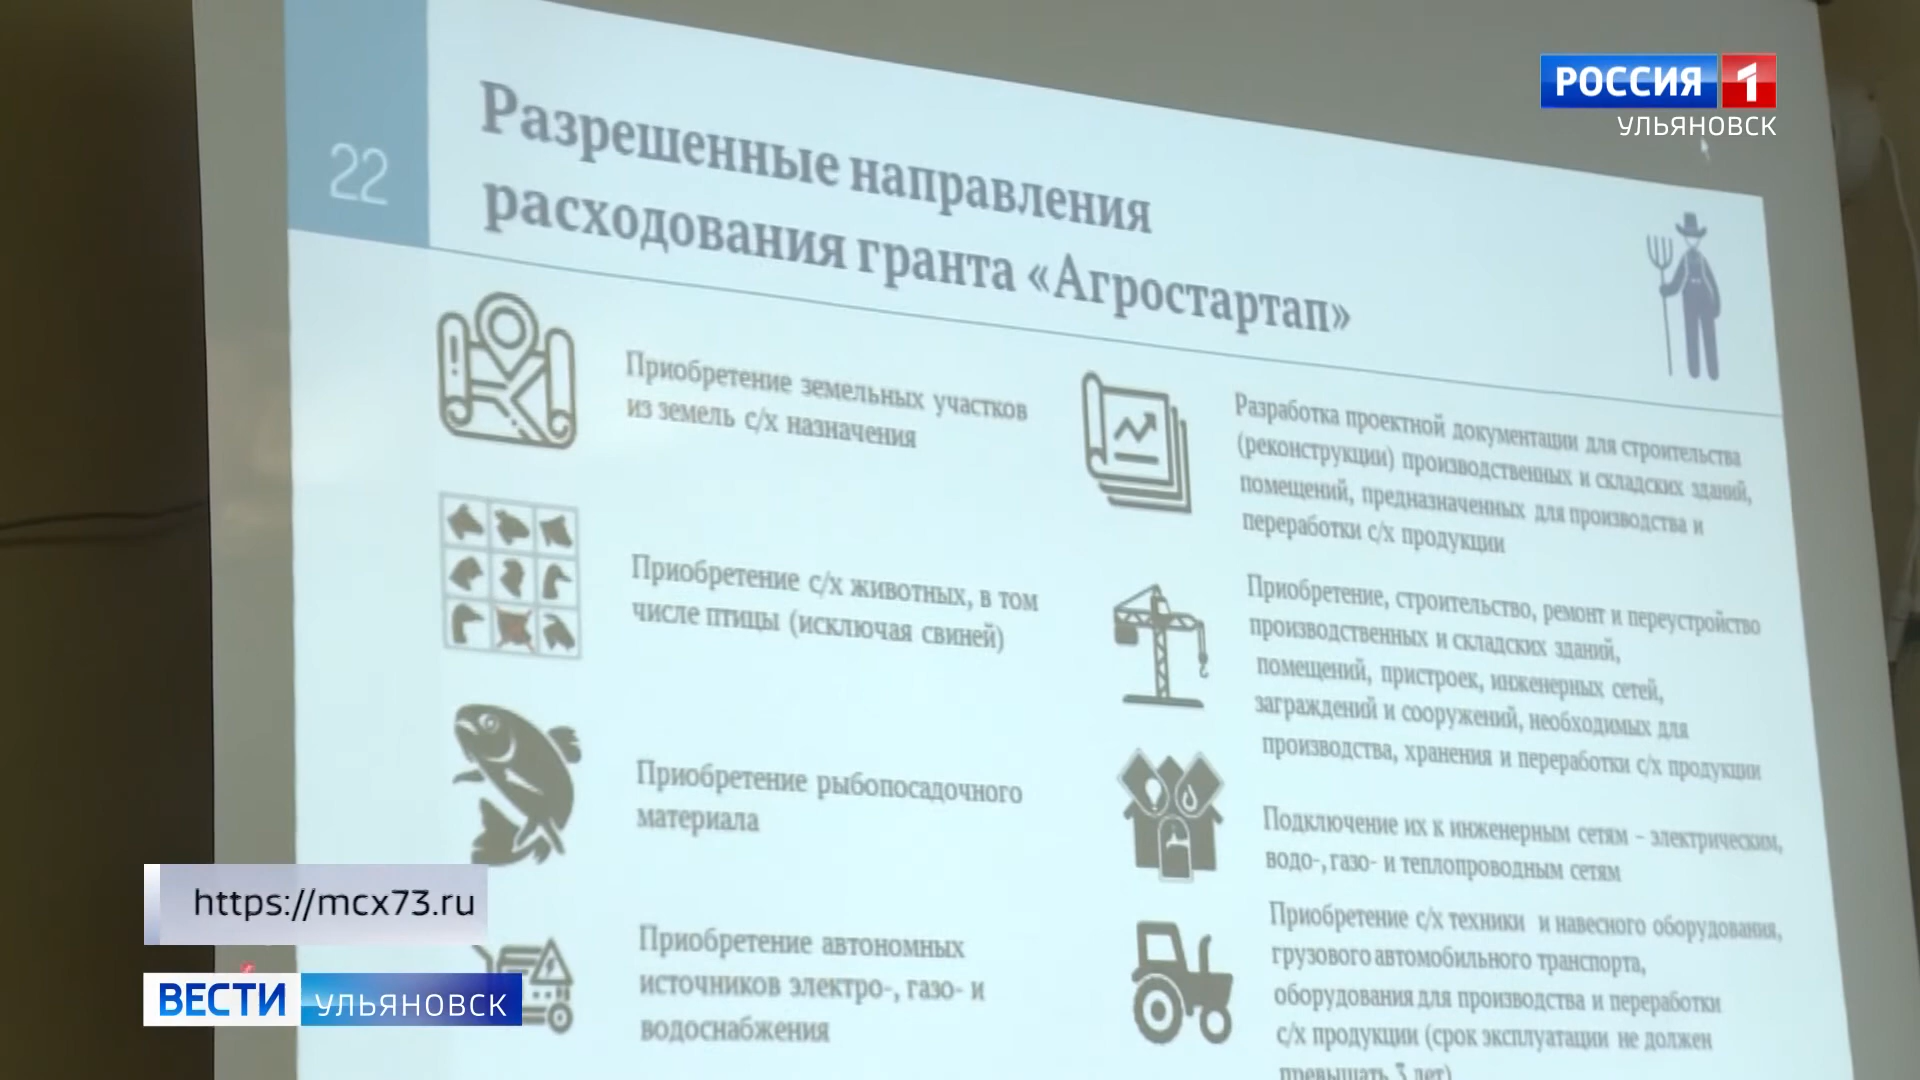 РОССИЯ 1
УЛЬЯНОВСК
22
Разрешенные направления
расходования гранта «Агростартап»
Приобретение земельных участков
из земель с/х назначения
Приобретение с/х животных, в том
числе птицы (исключая свиней)
Приобретение рыбопосадочного
материала
Приобретение автономных
источников электро-, газо- и
водоснабжения
Разработка проектной документации для строительства
(реконструкции) производственных и складских зданий,
помещений, предназначенных для производства и
переработки с/х продукции
Приобретение, строительство, ремонт и переустройство
производственных и складских зданий,
помещений, пристроек, инженерных сетей,
заграждений и сооружений, необходимых для
производства, хранения и переработки с/х продукции
Подключение их к инженерным сетям – электрическим,
водо-, газо- и теплопроводным сетям
Приобретение с/х техники и навесного оборудования,
грузового автомобильного транспорта,
оборудования для производства и переработки
с/х продукции (срок эксплуатации не должен
превышать 3 лет)
https://mcx73.ru
ВЕСТИ УЛЬЯНОВСК